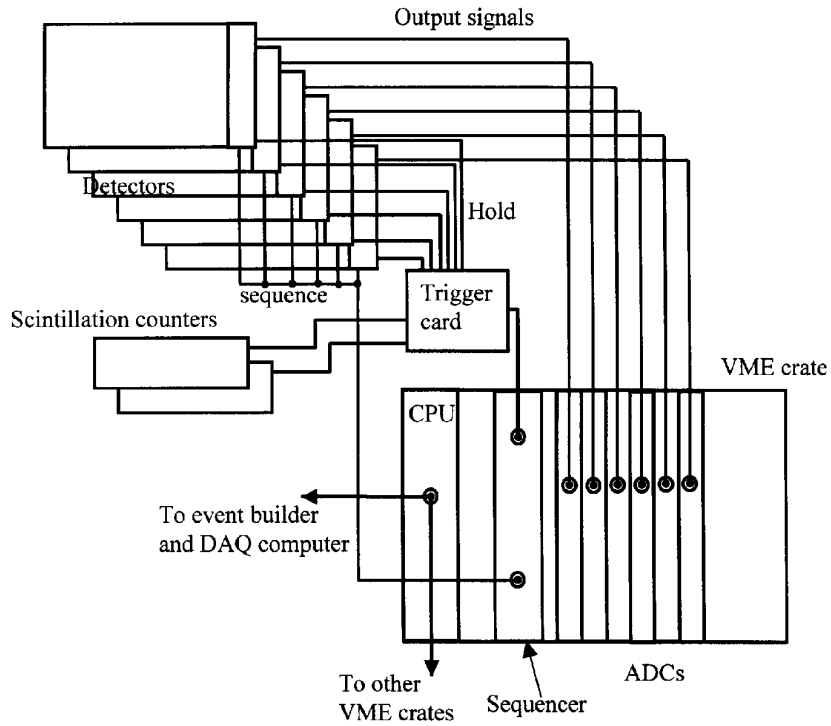 Output signals
Detectors
Hold
sequence
Trigger
card
Scintillation counters
VME crate
CPU
To event builder
and DAQ computer
ADCs
To other
VME crates
Sequencer